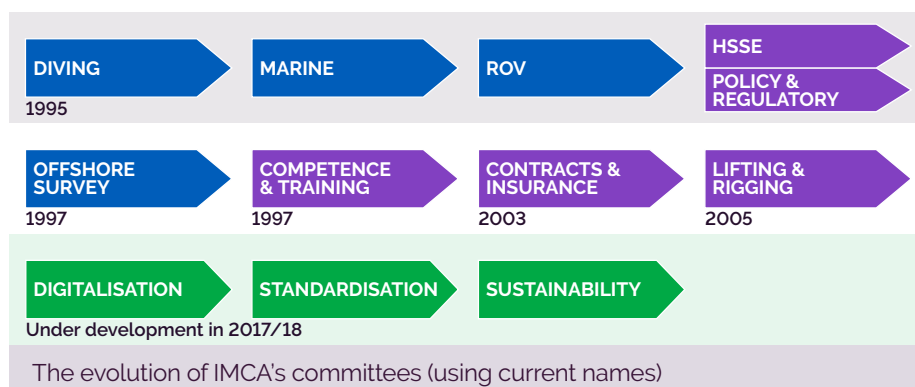 DIVING
MARINE
ROV
HSSE
POLICY &
REGULATORY
1995
OFFSHORE
SURVEY
COMPETENCE
& TRAINING
CONTRACTS &
INSURANCE
LIFTING &
RIGGING
1997
1997
2003
2005
DIGITALISATION
STANDARDISATION
SUSTAINABILITY
Under development in 2017/18
The evolution of IMCA's committees (using current names)